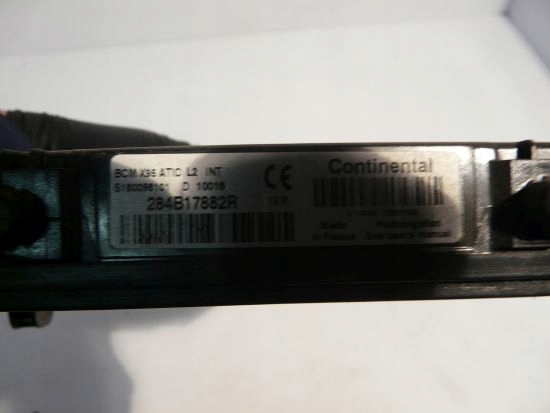 BCM X95 ATIC L2 INT
S180098101 D 10016
284B17882R
CE
12 V
Continental
Made in France
Homologation
See users manual